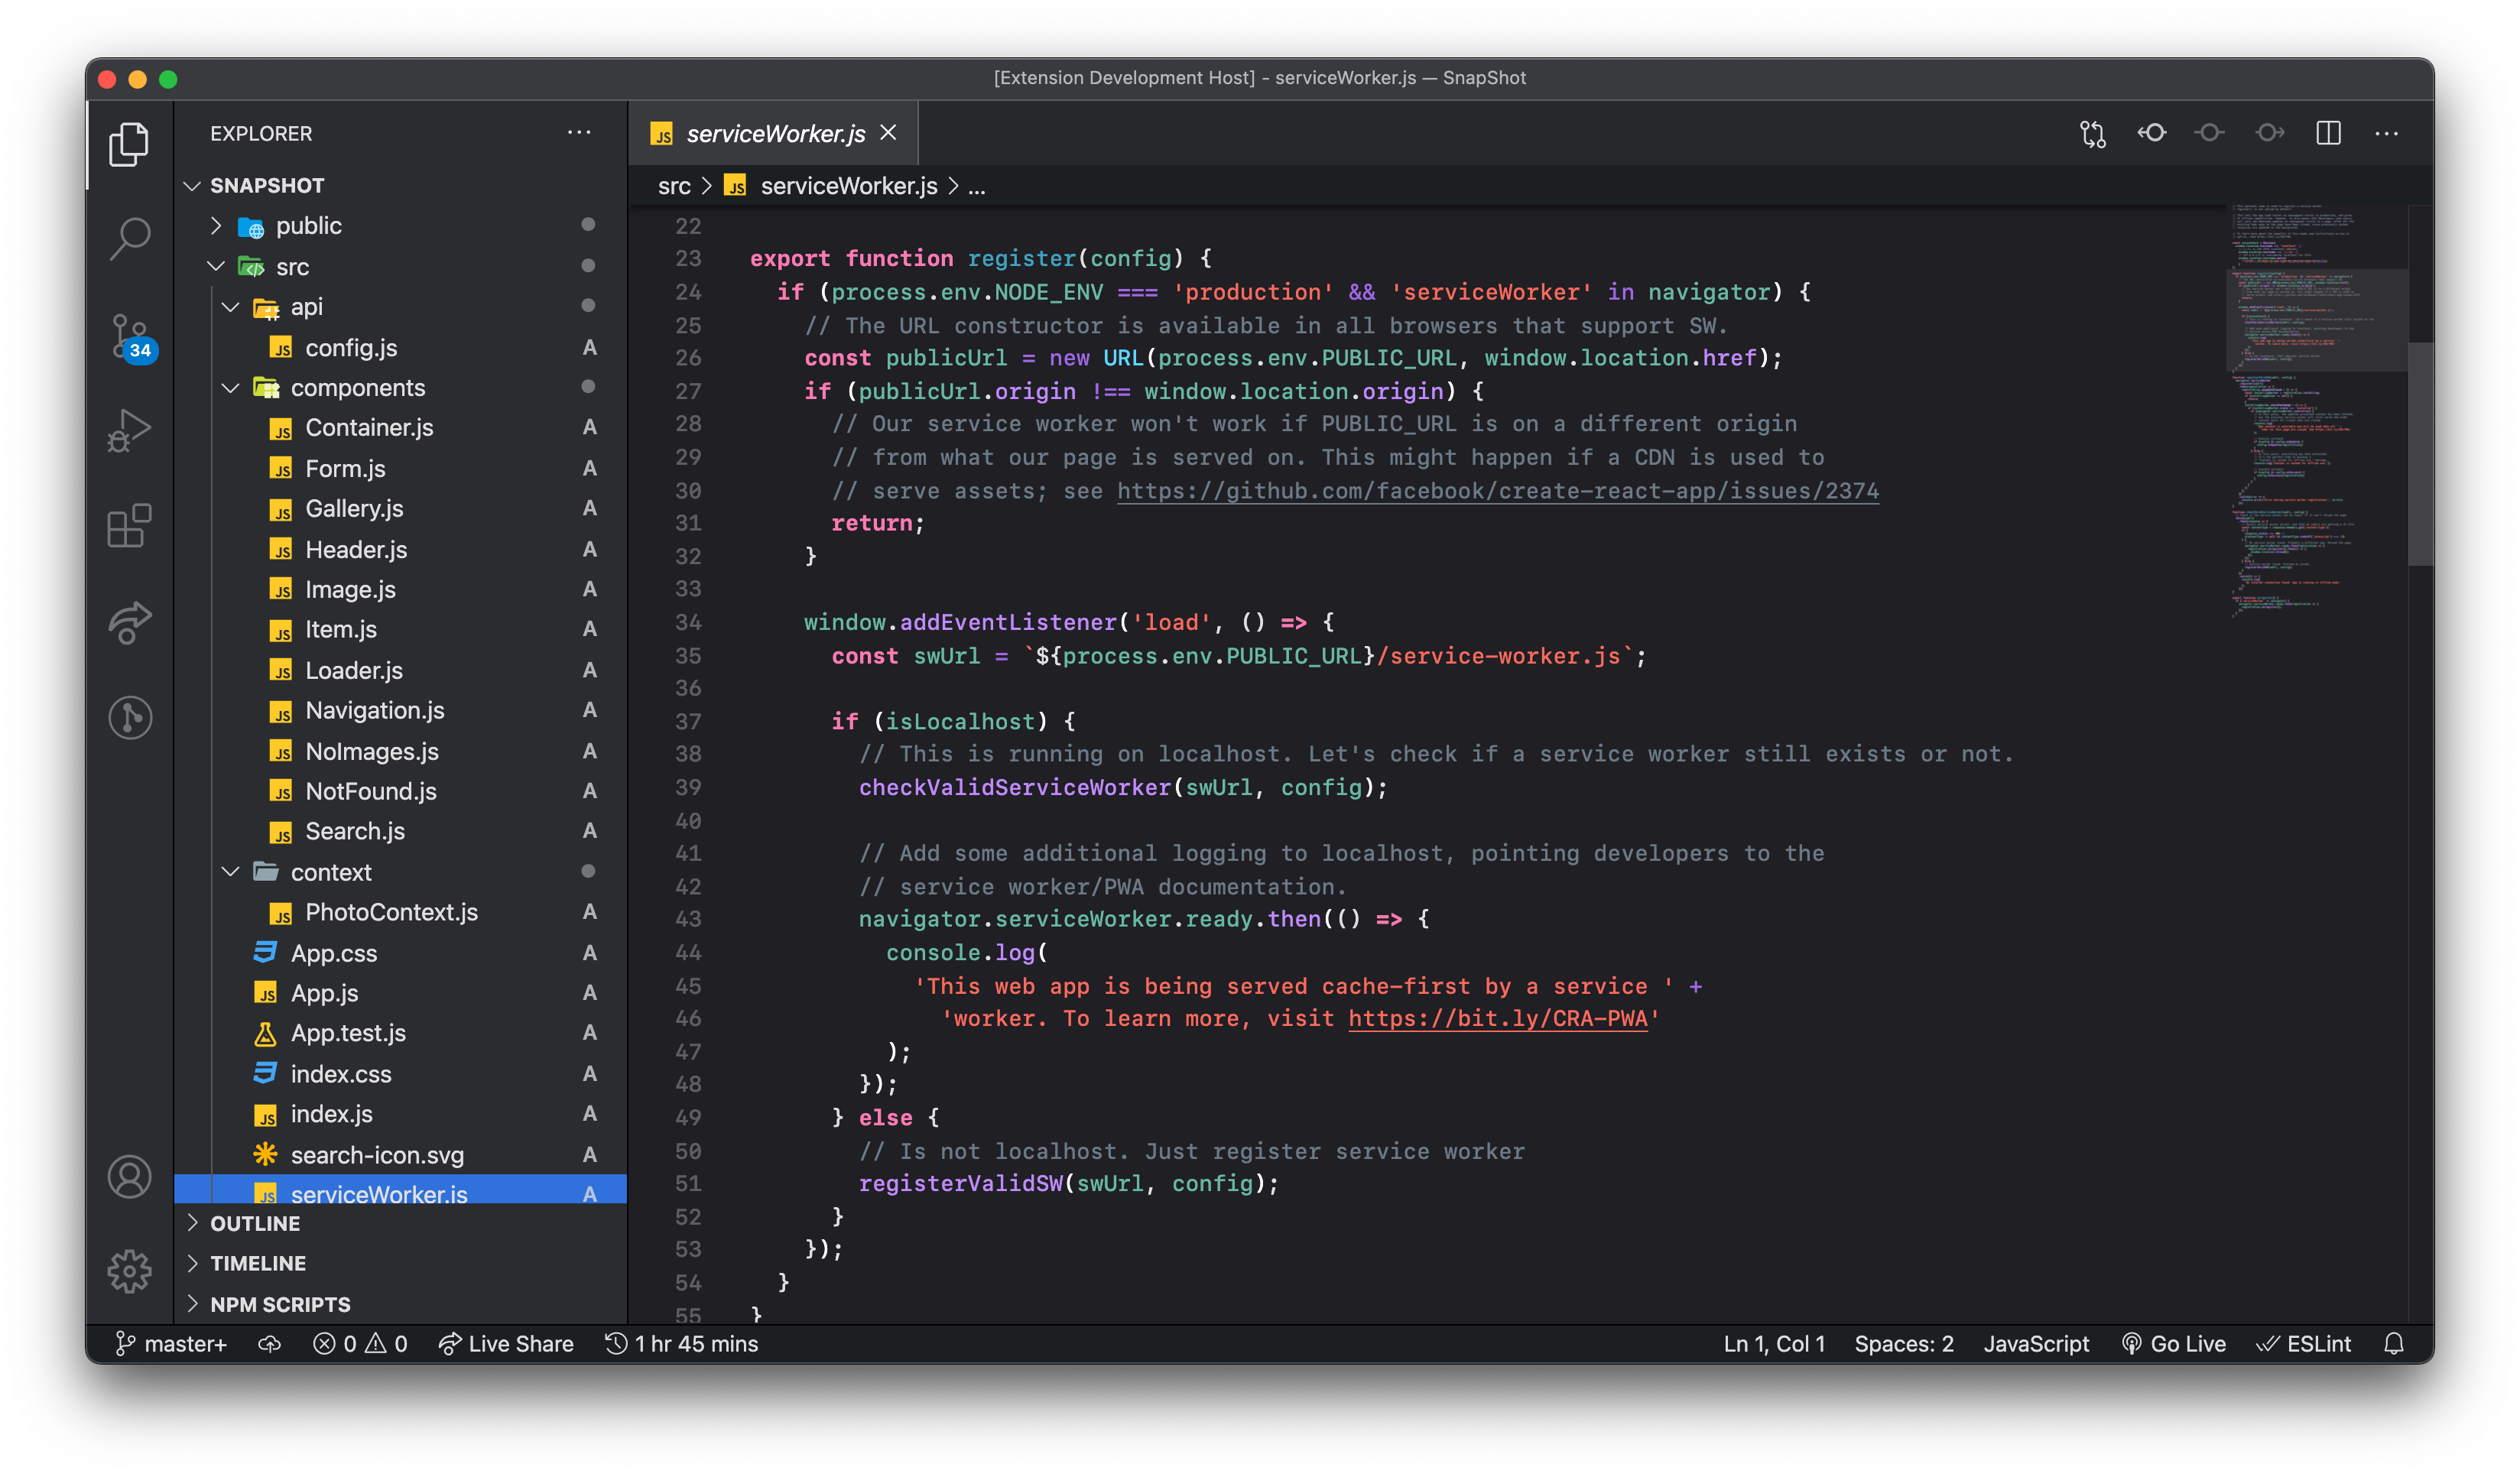 [Extension Development Host] - serviceWorker.js — SnapShot
EXPLORER
SNAPSHOT
public
src
api
config.js A
components
Container.js A
Form.js A
Gallery.js A
Header.js A
Image.js A
Item.js A
Loader.js A
Navigation.js A
NoImages.js A
NotFound.js A
Search.js A
context
PhotoContext.js A
App.css A
App.js A
App.test.js A
index.css A
index.js A
search-icon.svg A
serviceWorker.js A
OUTLINE
TIMELINE
NPM SCRIPTS
34
JS serviceWorker.js
src > JS serviceWorker.js > ...
22
23 export function register(config) {
24 if (process.env.NODE_ENV === 'production' && 'serviceWorker' in navigator) {
25 // The URL constructor is available in all browsers that support SW.
26 const publicUrl = new URL(process.env.PUBLIC_URL, window.location.href);
27 if (publicUrl.origin !== window.location.origin) {
28 // Our service worker won't work if PUBLIC_URL is on a different origin
29 // from what our page is served on. This might happen if a CDN is used to
30 // serve assets; see https://github.com/facebook/create-react-app/issues/2374
31 return;
32 }
33
34 window.addEventListener('load', () => {
35 const swUrl = `${process.env.PUBLIC_URL}/service-worker.js`;
36
37 if (isLocalhost) {
38 // This is running on localhost. Let's check if a service worker still exists or not.
39 checkValidServiceWorker(swUrl, config);
40
41 // Add some additional logging to localhost, pointing developers to the
42 // service worker/PWA documentation.
43 navigator.serviceWorker.ready.then(() => {
44 console.log(
45 'This web app is being served cache-first by a service ' +
46 'worker. To learn more, visit https://bit.ly/CRA-PWA'
47 );
48 });
49 } else {
50 // Is not localhost. Just register service worker
51 registerValidSW(swUrl, config);
52 }
53 });
54 }
55 }
master+ 0 0 Live Share 1 hr 45 mins Ln 1, Col 1 Spaces: 2 JavaScript Go Live ESLint